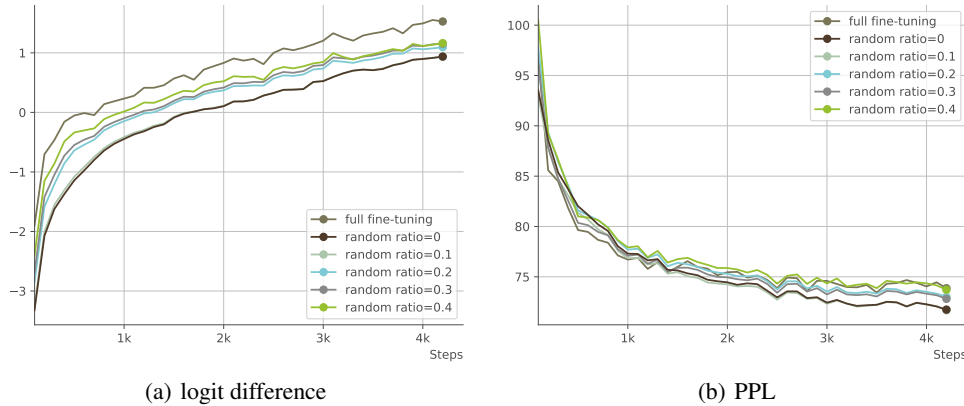 1
0
−1
−2
−3
1k
2k
3k
4k
Steps
full fine-tuning
random ratio=0
random ratio=0.1
random ratio=0.2
random ratio=0.3
random ratio=0.4
(a) logit difference
100
95
90
85
80
75
1k
2k
3k
4k
Steps
full fine-tuning
random ratio=0
random ratio=0.1
random ratio=0.2
random ratio=0.3
random ratio=0.4
(b) PPL